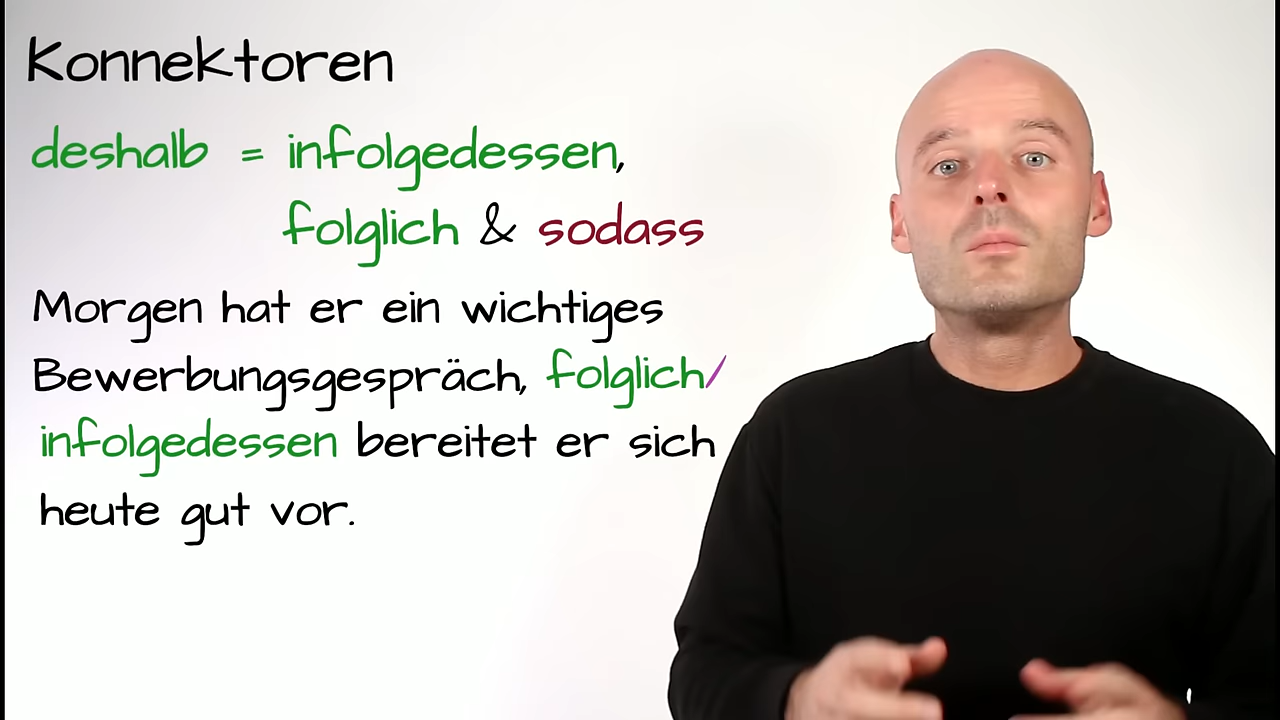 Konnektoren
deshalb = infolgedessen,
folglich & sodass
Morgen hat er ein wichtiges
Bewerbungsgespräch, folglich/
infolgedessen bereitet er sich
heute gut vor.